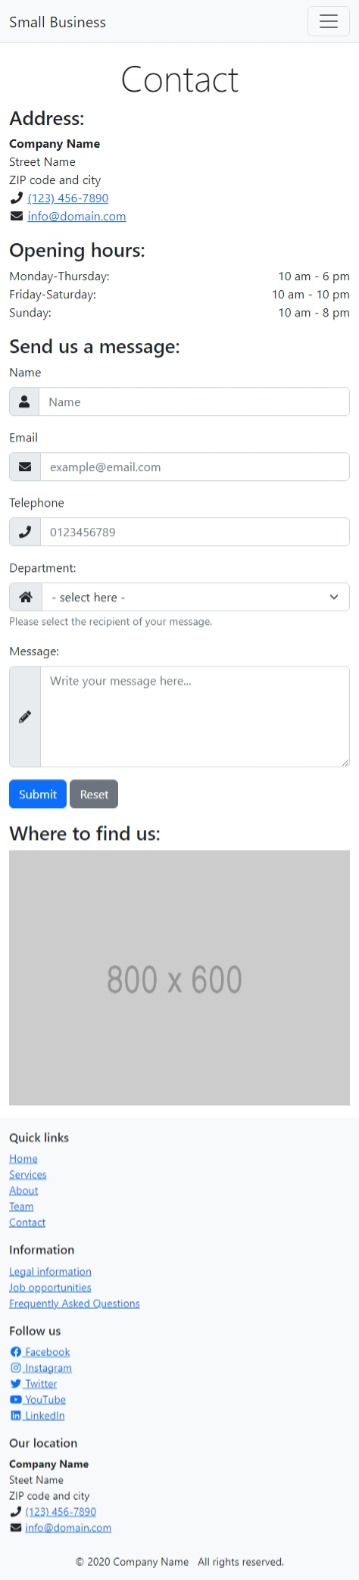 Small Business
Contact
Address:
Company Name
Street Name
ZIP code and city
(123) 456-7890
info@domain.com
Opening hours:
Monday-Thursday: 10 am - 6 pm
Friday-Saturday: 10 am - 10 pm
Sunday: 10 am - 8 pm
Send us a message:
Name
Name
Email
example@email.com
Telephone
0123456789
Department:
- select here -
Please select the recipient of your message.
Message:
Write your message here...
Submit Reset
Where to find us:
800 x 600
Quick links
Home
Services
About
Team
Contact
Information
Legal information
Job opportunities
Frequently Asked Questions
Follow us
Facebook
Instagram
Twitter
YouTube
LinkedIn
Our location
Company Name
Steet Name
ZIP code and city
(123) 456-7890
info@domain.com
© 2020 Company Name All rights reserved.